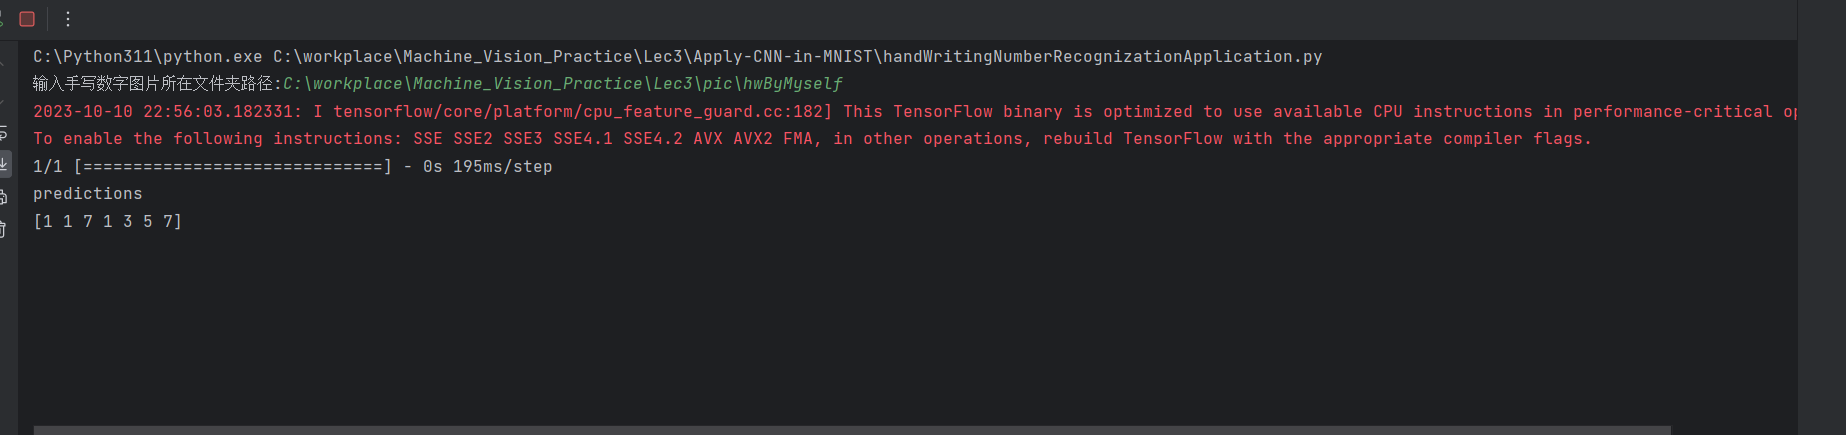 C:\Python311\python.exe C:\workplace\Machine_Vision_Practice\Lec3\Apply-CNN-in-MNIST\handWritingNumberRecognizationApplication.py
输入手写数字图片所在文件夹路径:C:\workplace\Machine_Vision_Practice\Lec3\pic\hwByMyself
2023-10-10 22:56:03.182331: I tensorflow/core/platform/cpu_feature_guard.cc:182] This TensorFlow binary is optimized to use available CPU instructions in performance-critical op
To enable the following instructions: SSE SSE2 SSE3 SSE4.1 SSE4.2 AVX AVX2 FMA, in other operations, rebuild TensorFlow with the appropriate compiler flags.
1/1 [==============================] - 0s 195ms/step
predictions
[1 1 7 1 3 5 7]